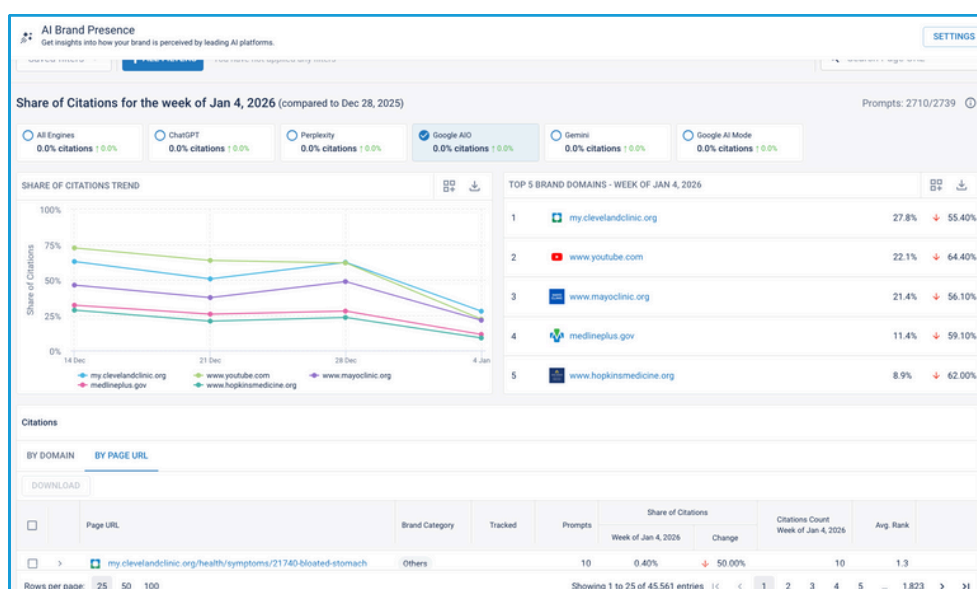 AI Brand Presence
Get insights into how your brand is perceived by leading AI platforms.
SETTINGS
Saved filters
You have not applied any filters
Search Page URL
Share of Citations for the week of Jan 4, 2026 (compared to Dec 28, 2025)
Prompts: 2710/2739
All Engines
0.0% citations ↑ 0.0%
ChatGPT
0.0% citations ↑ 0.0%
Perplexity
0.0% citations ↑ 0.0%
Google AIO
0.0% citations ↑ 0.0%
Gemini
0.0% citations ↑ 0.0%
Google AI Mode
0.0% citations ↑ 0.0%
SHARE OF CITATIONS TREND
Share of Citations
100%
75%
50%
25%
0%
14 Dec
21 Dec
28 Dec
4 Jan
my.clevelandclinic.org
www.youtube.com
www.mayoclinic.org
medlineplus.gov
www.hopkinsmedicine.org
TOP 5 BRAND DOMAINS - WEEK OF JAN 4, 2026
1 my.clevelandclinic.org 27.8% ↓ 55.40%
2 www.youtube.com 22.1% ↓ 64.40%
3 www.mayoclinic.org 21.4% ↓ 56.10%
4 medlineplus.gov 11.4% ↓ 59.10%
5 www.hopkinsmedicine.org 8.9% ↓ 62.00%
Citations
BY DOMAIN
BY PAGE URL
DOWNLOAD
Page URL
Brand Category
Tracked
Prompts
Share of Citations
Week of Jan 4, 2026
Change
Citations Count
Week of Jan 4, 2026
Avg. Rank
> my.clevelandclinic.org/health/symptoms/21740-bloated-stomach Others 10 0.40% ↓ 50.00% 10 1.3
Rows per page: 25 50 100
Showing 1 to 25 of 45,561 entries |< < 1 2 3 4 5 ... 1,823 > >|